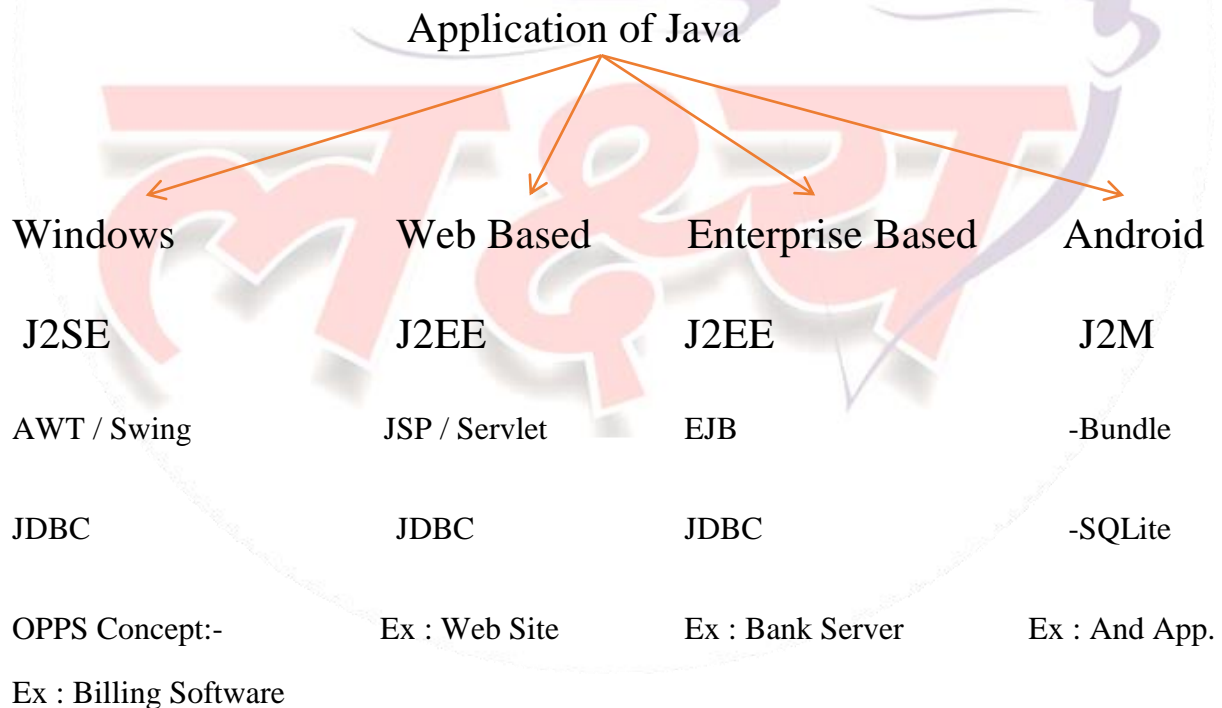 Application of Java
लक्ष्य
Windows Web Based Enterprise Based Android
J2SE J2EE J2EE J2M
AWT / Swing JSP / Servlet EJB -Bundle
JDBC JDBC JDBC -SQLite
OPPS Concept:- Ex : Web Site Ex : Bank Server Ex : And App.
Ex : Billing Software